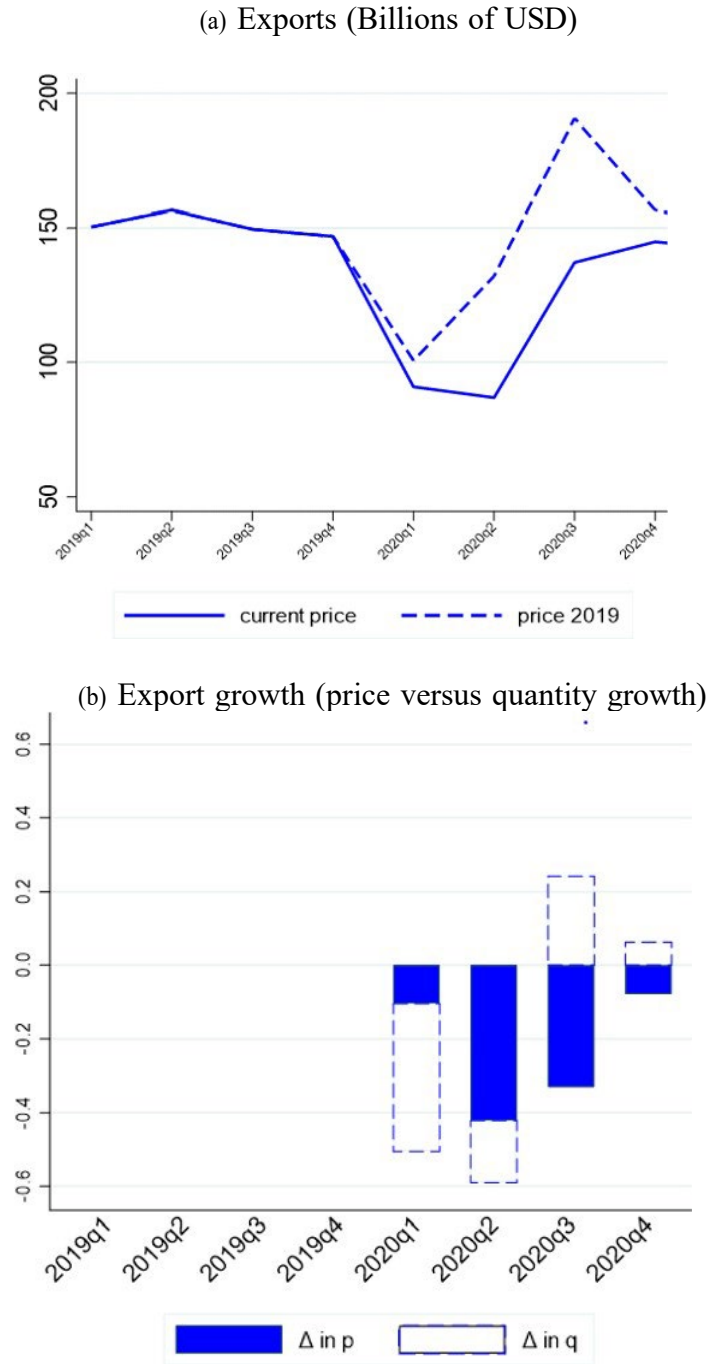 (a) Exports (Billions of USD)
200
150
100
50
2019q1 2019q2 2019q3 2019q4 2020q1 2020q2 2020q3 2020q4
current price price 2019
(b) Export growth (price versus quantity growth)
0.6
0.4
0.2
0.0
-0.2
-0.4
-0.6
2019q1 2019q2 2019q3 2019q4 2020q1 2020q2 2020q3 2020q4
Δ in p Δ in q